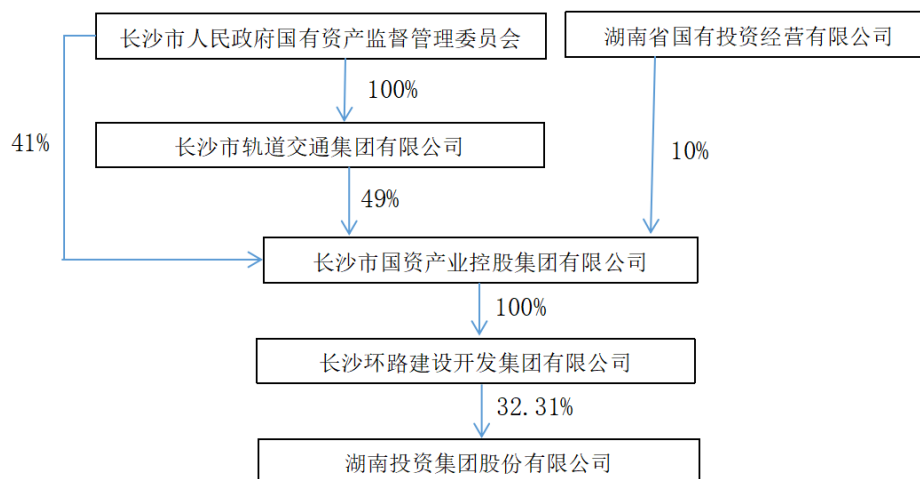 长沙市人民政府国有资产监督管理委员会
湖南省国有投资经营有限公司
100%
41%
长沙市轨道交通集团有限公司
10%
49%
长沙市国资产业控股集团有限公司
100%
长沙环路建设开发集团有限公司
32.31%
湖南投资集团股份有限公司